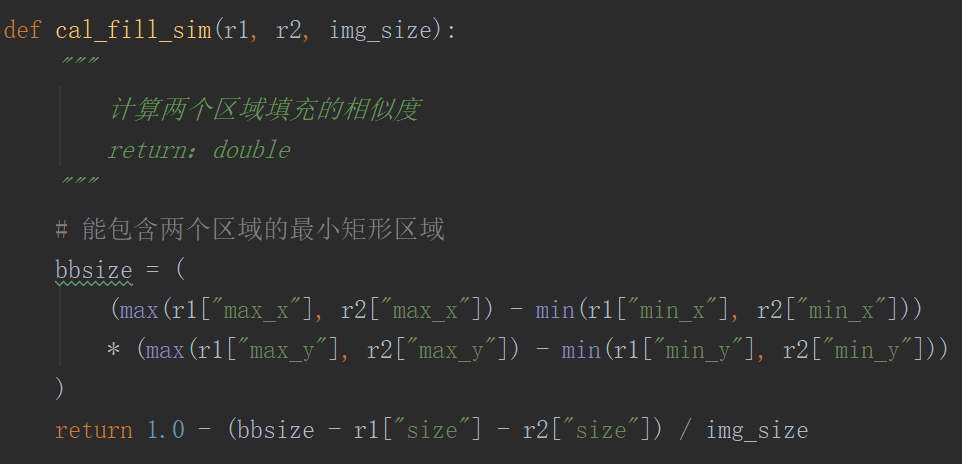 def cal_fill_sim(r1, r2, img_size):
    """
        计算两个区域填充的相似度
        return：double
    """
    # 能包含两个区域的最小矩形区域
    bbsize = (
        (max(r1["max_x"], r2["max_x"]) - min(r1["min_x"], r2["min_x"]))
        * (max(r1["max_y"], r2["max_y"]) - min(r1["min_y"], r2["min_y"]))
    )
    return 1.0 - (bbsize - r1["size"] - r2["size"]) / img_size